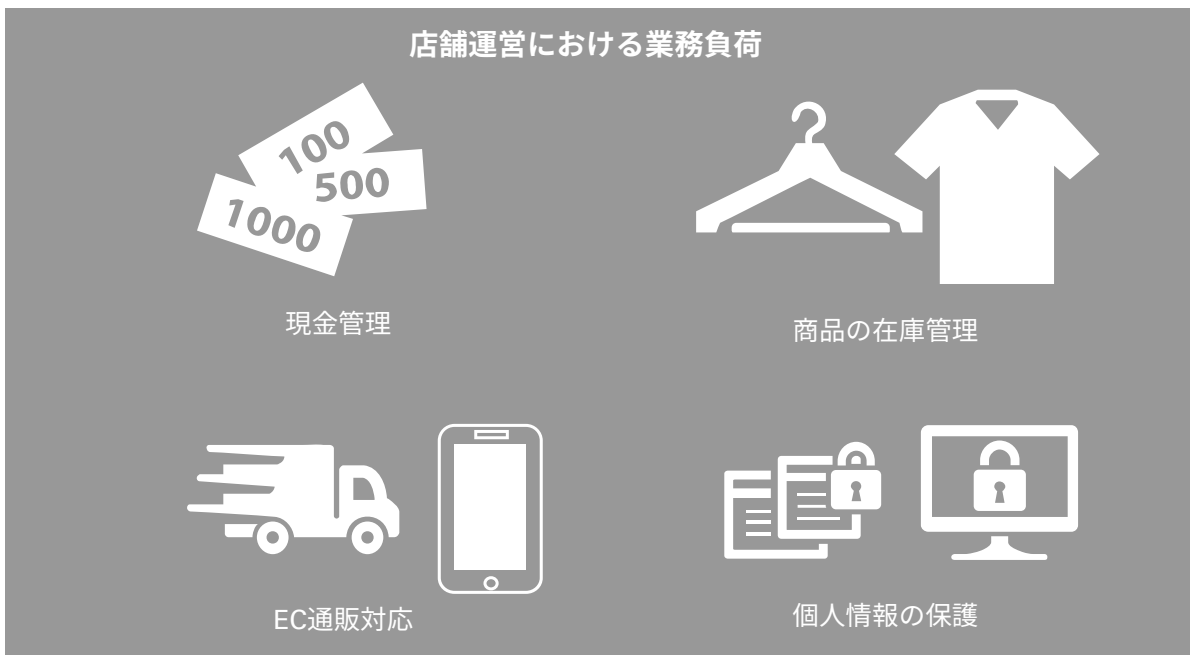 店舗運営における業務負荷
100
500
1000
現金管理
商品の在庫管理
EC通販対応
個人情報の保護